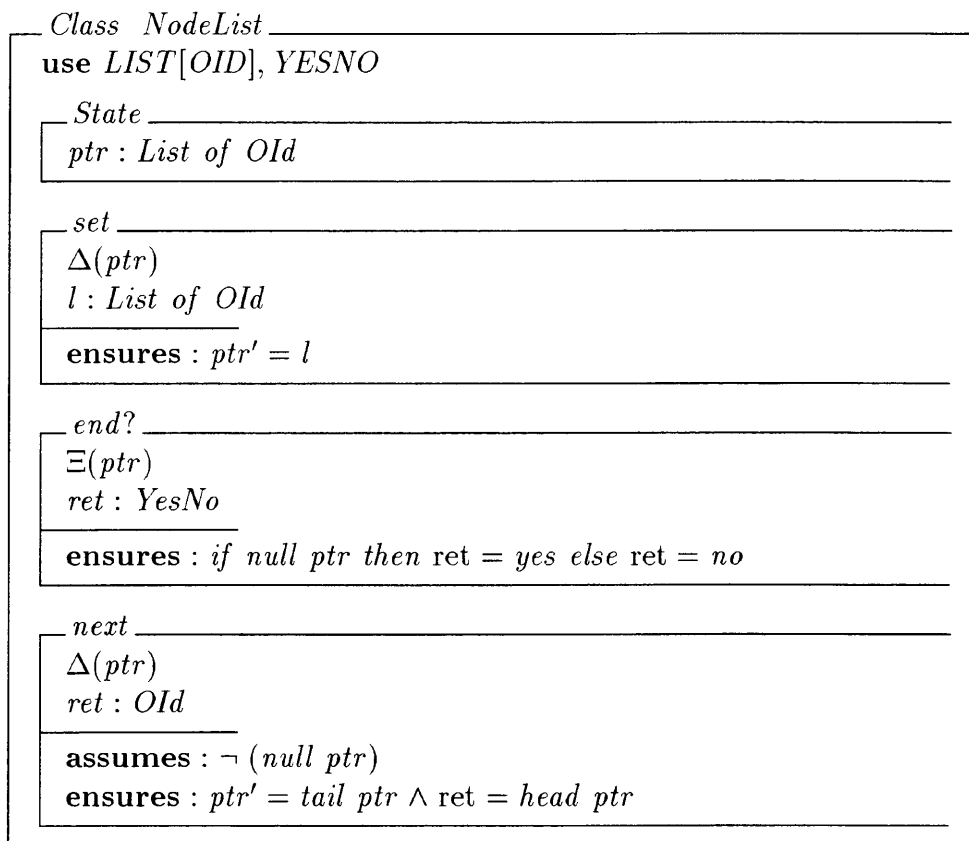 Class NodeList
use LIST[OID], YESNO
State
ptr : List of OId
set
Δ(ptr)
l : List of OId
ensures : ptr′ = l
end?
Ξ(ptr)
ret : YesNo
ensures : if null ptr then ret = yes else ret = no
next
Δ(ptr)
ret : OId
assumes : ¬ (null ptr)
ensures : ptr′ = tail ptr ∧ ret = head ptr